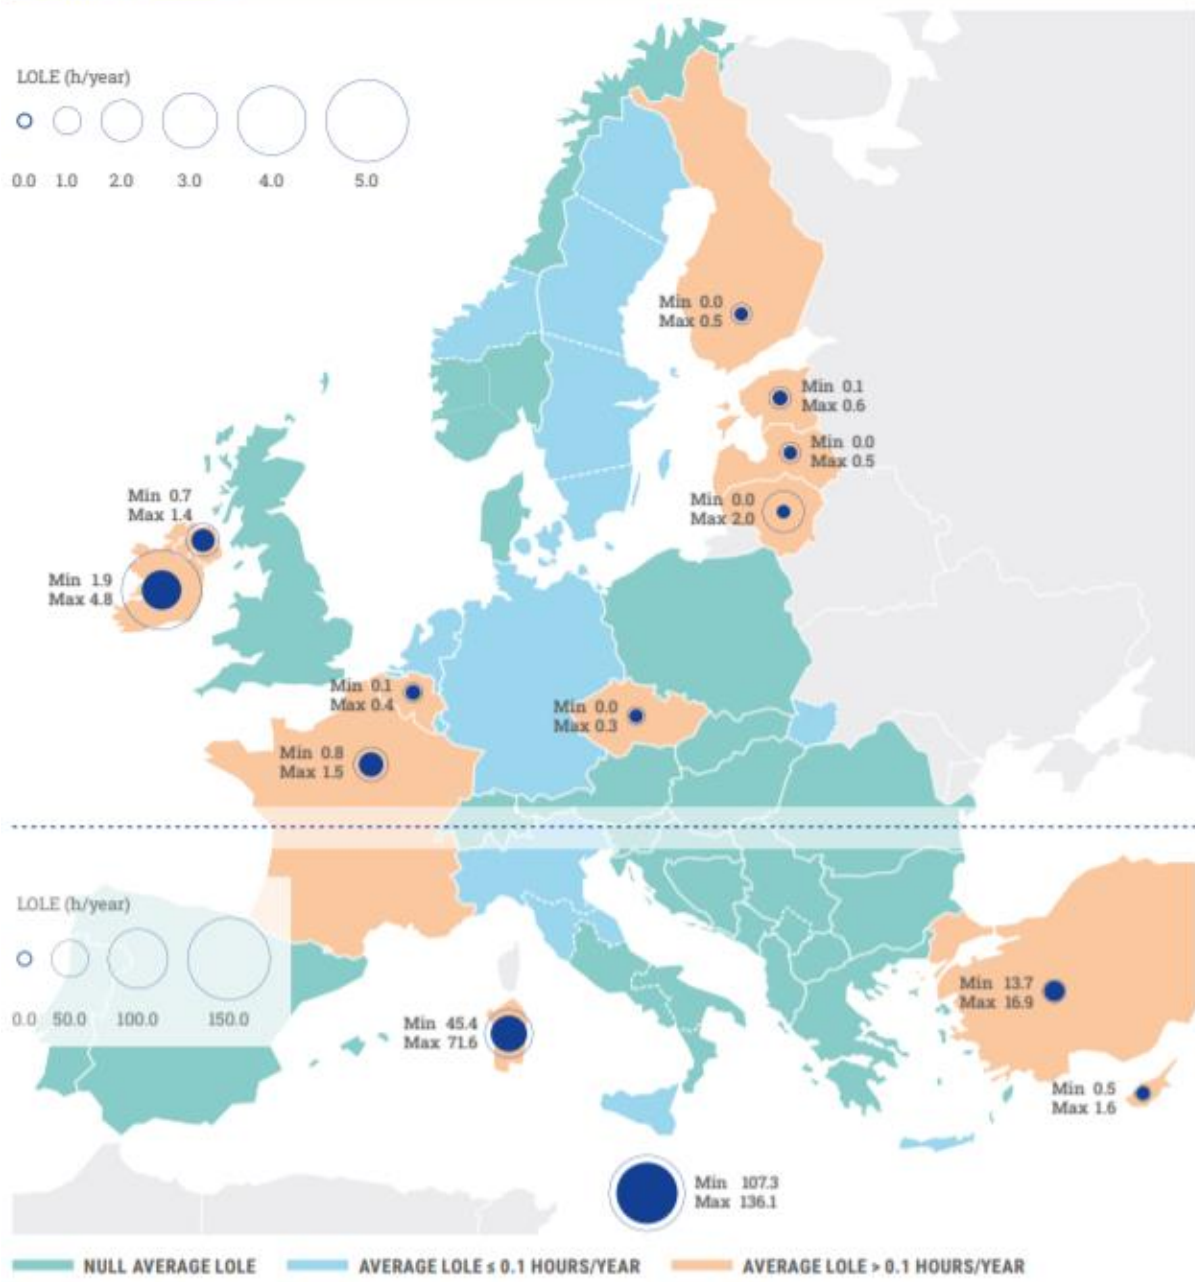 LOLE (h/year)
0.0 1.0 2.0 3.0 4.0 5.0
Min 0.0
Max 0.5
Min 0.1
Max 0.6
Min 0.0
Max 0.5
Min 0.0
Max 2.0
Min 0.7
Max 1.4
Min 1.9
Max 4.8
Min 0.1
Max 0.4
Min 0.0
Max 0.3
Min 0.8
Max 1.5
LOLE (h/year)
0.0 50.0 100.0 150.0
Min 13.7
Max 16.9
Min 45.4
Max 71.6
Min 0.5
Max 1.6
Min 107.3
Max 136.1
NULL AVERAGE LOLE AVERAGE LOLE ≤ 0.1 HOURS/YEAR AVERAGE LOLE > 0.1 HOURS/YEAR